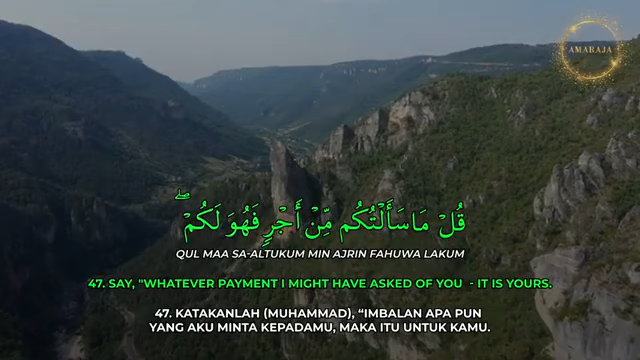 AMARAJA
قُلْ مَا سَأَلْتُكُم مِّنْ أَجْرٍ فَهُوَ لَكُمْ ۖ
QUL MAA SA-ALTUKUM MIN AJRIN FAHUWA LAKUM
47. SAY, "WHATEVER PAYMENT I MIGHT HAVE ASKED OF YOU - IT IS YOURS.
47. KATAKANLAH (MUHAMMAD), “IMBALAN APA PUN
YANG AKU MINTA KEPADAMU, MAKA ITU UNTUK KAMU.